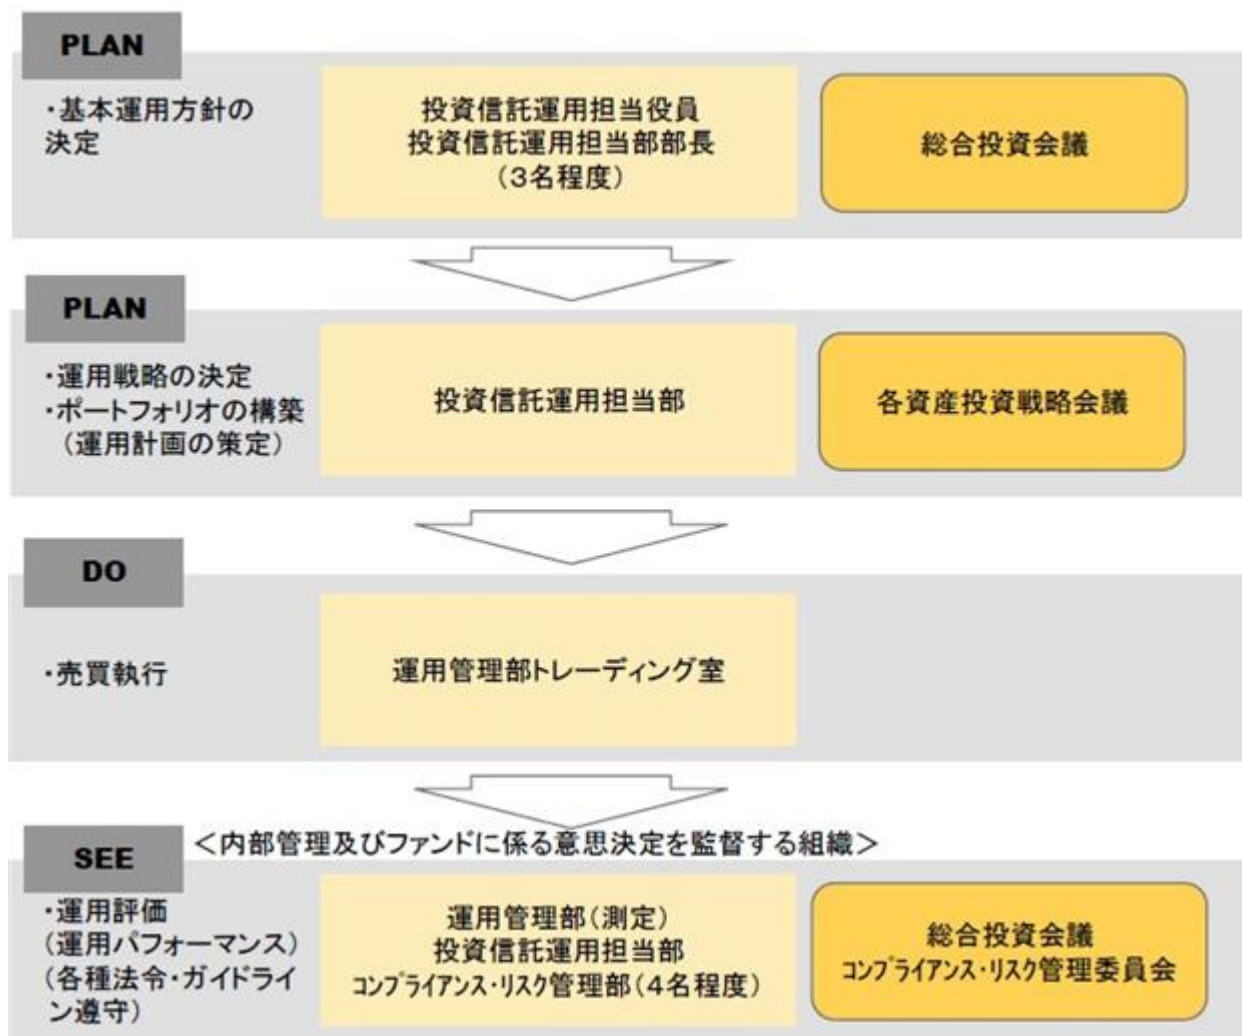 PLAN
・基本運用方針の
決定
投資信託運用担当役員
投資信託運用担当部部長
（３名程度）
総合投資会議
PLAN
・運用戦略の決定
・ポートフォリオの構築
（運用計画の策定）
投資信託運用担当部
各資産投資戦略会議
DO
・売買執行
運用管理部トレーディング室
SEE
＜内部管理及びファンドに係る意思決定を監督する組織＞
・運用評価
（運用パフォーマンス）
（各種法令・ガイドライ
ン遵守）
運用管理部（測定）
投資信託運用担当部
ｺﾝﾌﾟﾗｲｱﾝｽ・ﾘｽｸ管理部（４名程度）
総合投資会議
ｺﾝﾌﾟﾗｲｱﾝｽ・ﾘｽｸ管理委員会